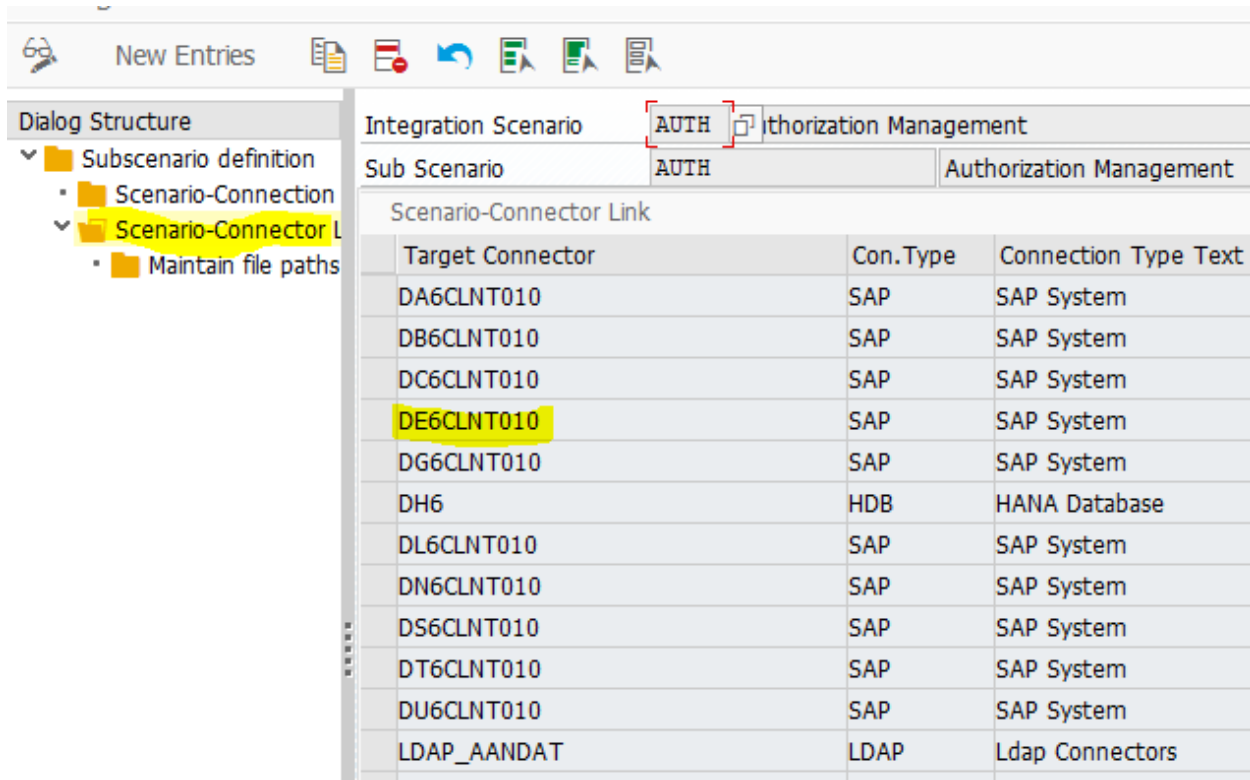 New Entries
Dialog Structure
Subscenario definition
Scenario-Connection
Scenario-Connector L
Maintain file paths
Integration Scenario AUTH thorization Management
Sub Scenario AUTH Authorization Management
Scenario-Connector Link
Target Connector Con.Type Connection Type Text
DA6CLNT010 SAP SAP System
DB6CLNT010 SAP SAP System
DC6CLNT010 SAP SAP System
DE6CLNT010 SAP SAP System
DG6CLNT010 SAP SAP System
DH6 HDB HANA Database
DL6CLNT010 SAP SAP System
DN6CLNT010 SAP SAP System
DS6CLNT010 SAP SAP System
DT6CLNT010 SAP SAP System
DU6CLNT010 SAP SAP System
LDAP_AANDAT LDAP Ldap Connectors